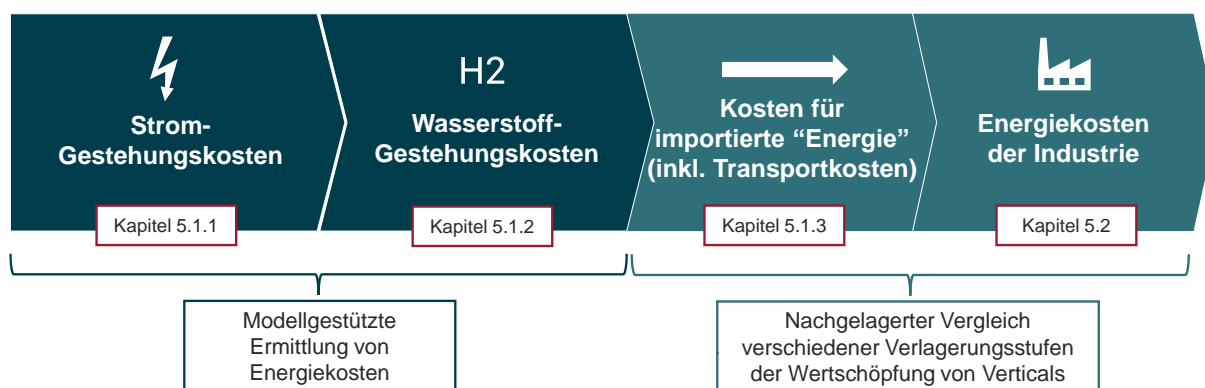 Strom-
Gestehungskosten
Kapitel 5.1.1
H2
Wasserstoff-
Gestehungskosten
Kapitel 5.1.2
Kosten für
importierte “Energie”
(inkl. Transportkosten)
Kapitel 5.1.3
Energiekosten
der Industrie
Kapitel 5.2
Modellgestützte
Ermittlung von
Energiekosten
Nachgelagerter Vergleich
verschiedener Verlagerungsstufen
der Wertschöpfung von Verticals